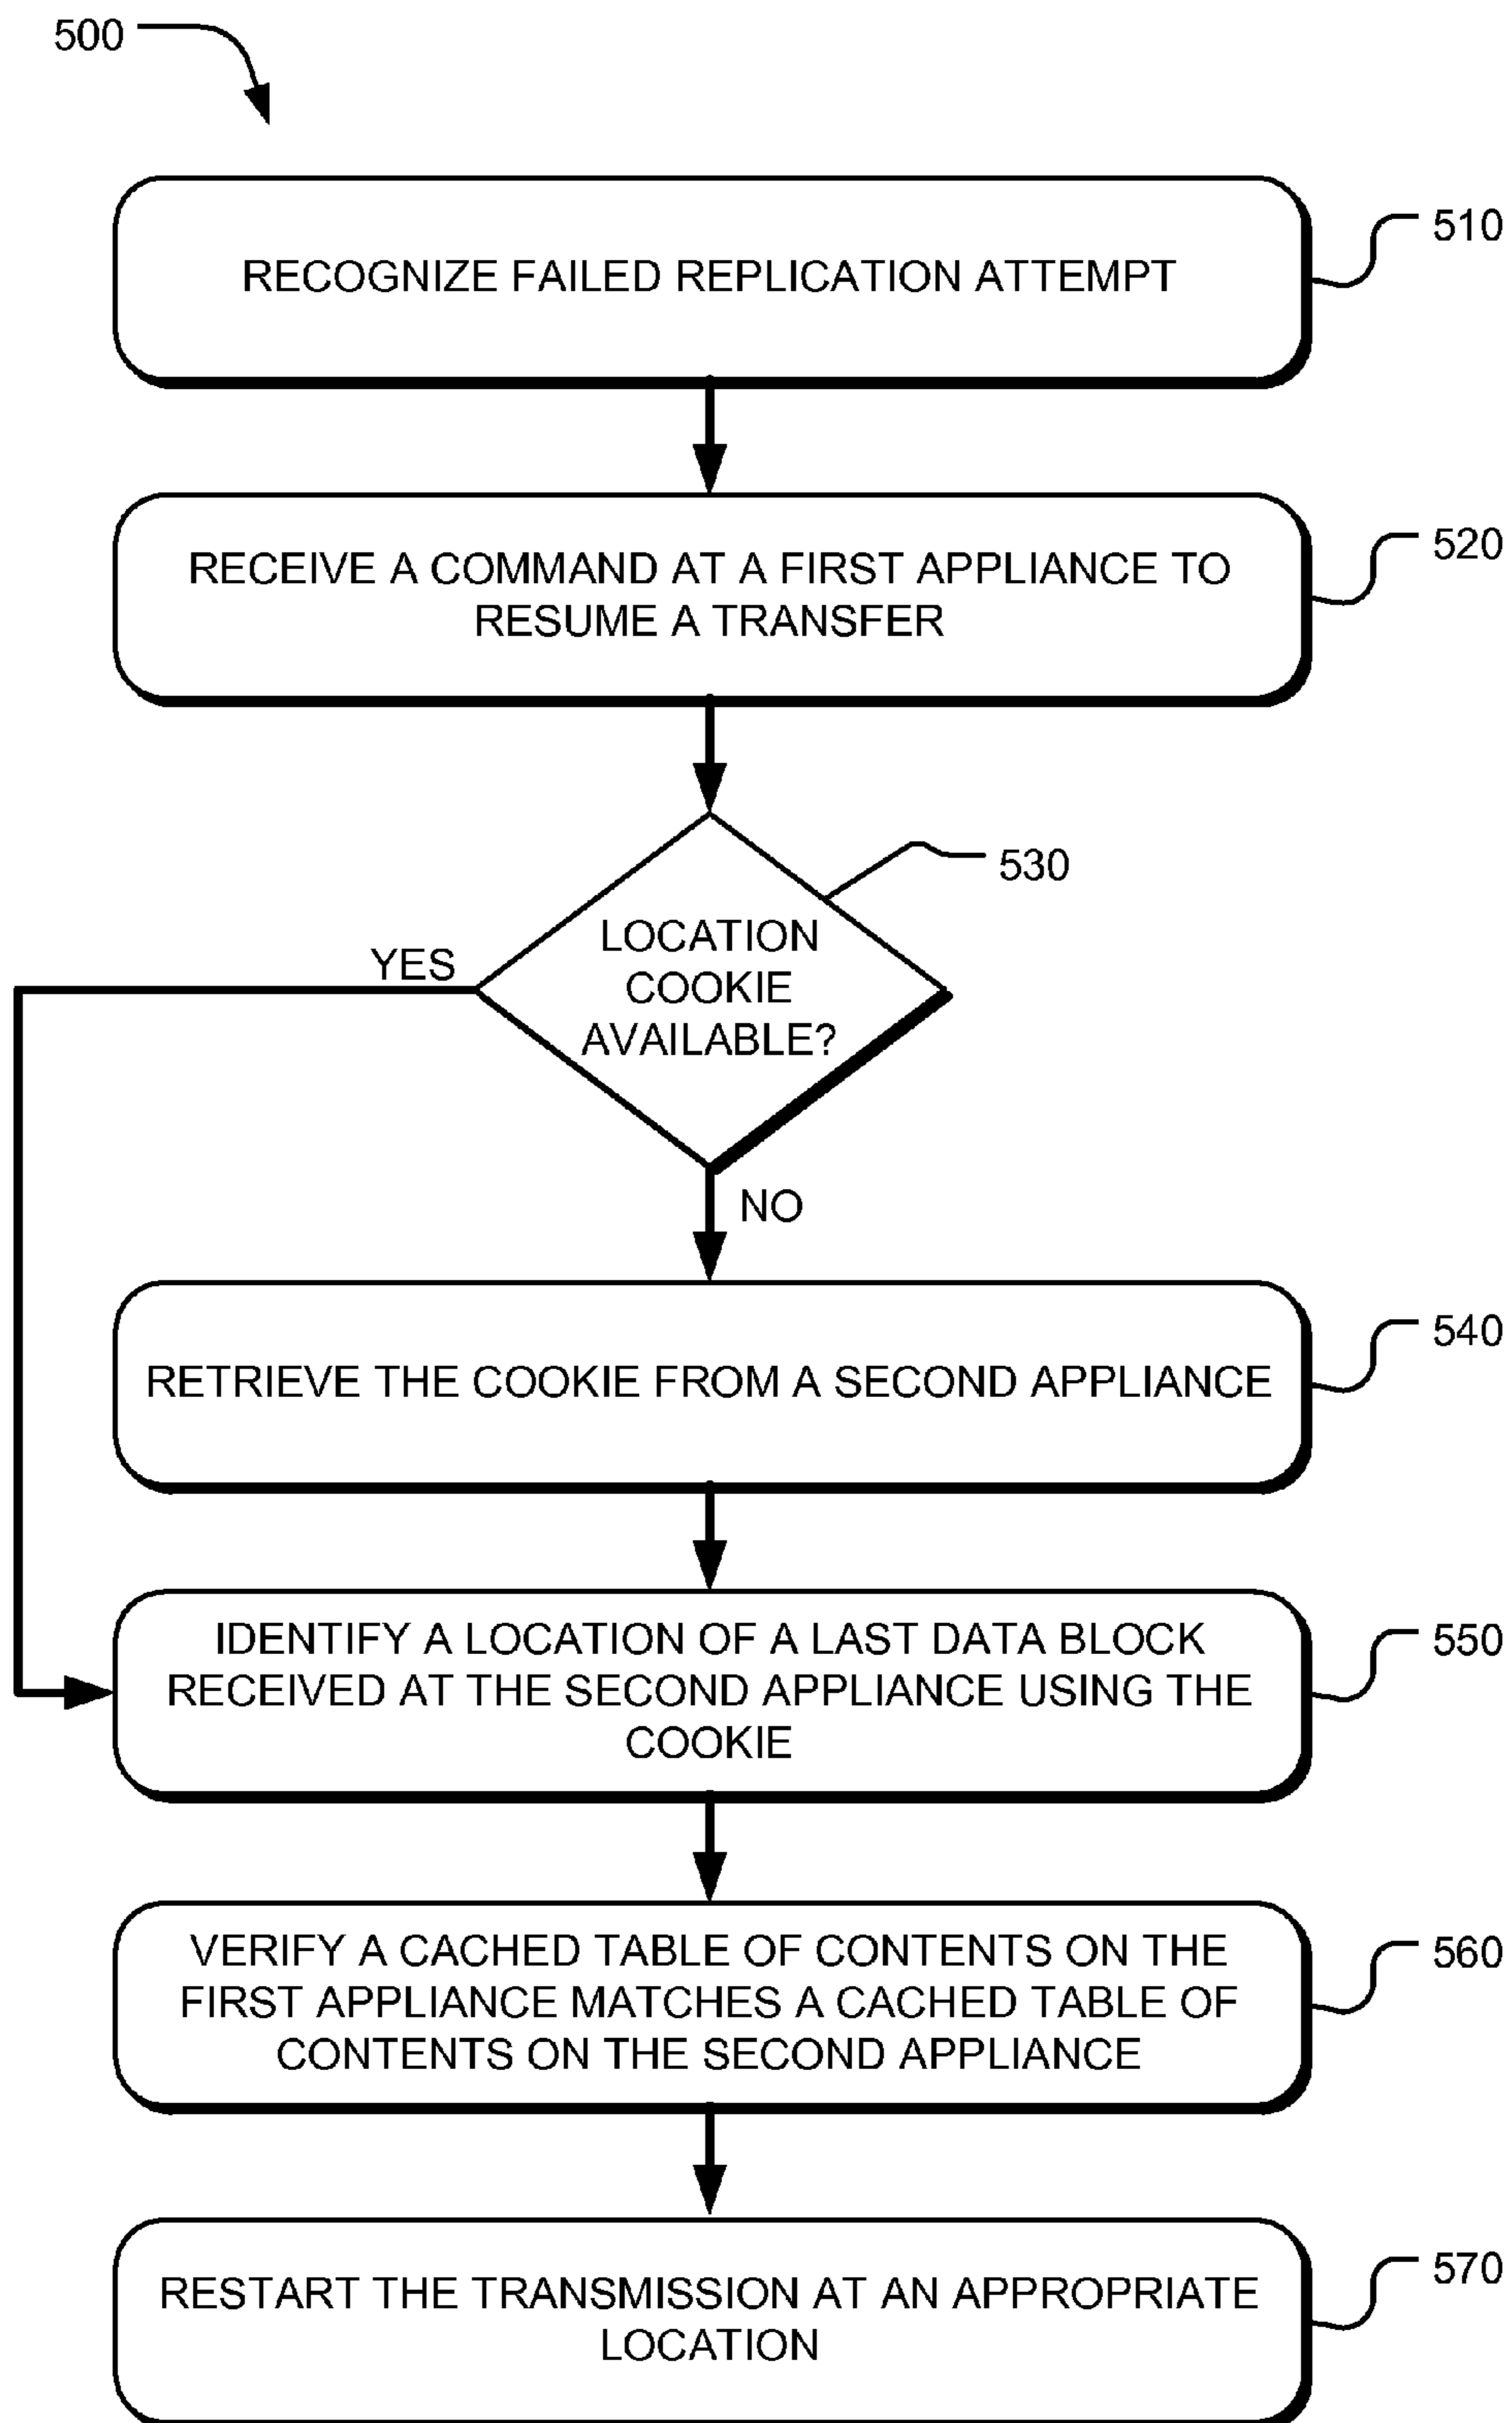 500
RECOGNIZE FAILED REPLICATION ATTEMPT
510
RECEIVE A COMMAND AT A FIRST APPLIANCE TO
RESUME A TRANSFER
520
LOCATION
COOKIE
AVAILABLE?
530
YES
NO
RETRIEVE THE COOKIE FROM A SECOND APPLIANCE
540
IDENTIFY A LOCATION OF A LAST DATA BLOCK
RECEIVED AT THE SECOND APPLIANCE USING THE
COOKIE
550
VERIFY A CACHED TABLE OF CONTENTS ON THE
FIRST APPLIANCE MATCHES A CACHED TABLE OF
CONTENTS ON THE SECOND APPLIANCE
560
RESTART THE TRANSMISSION AT AN APPROPRIATE
LOCATION
570